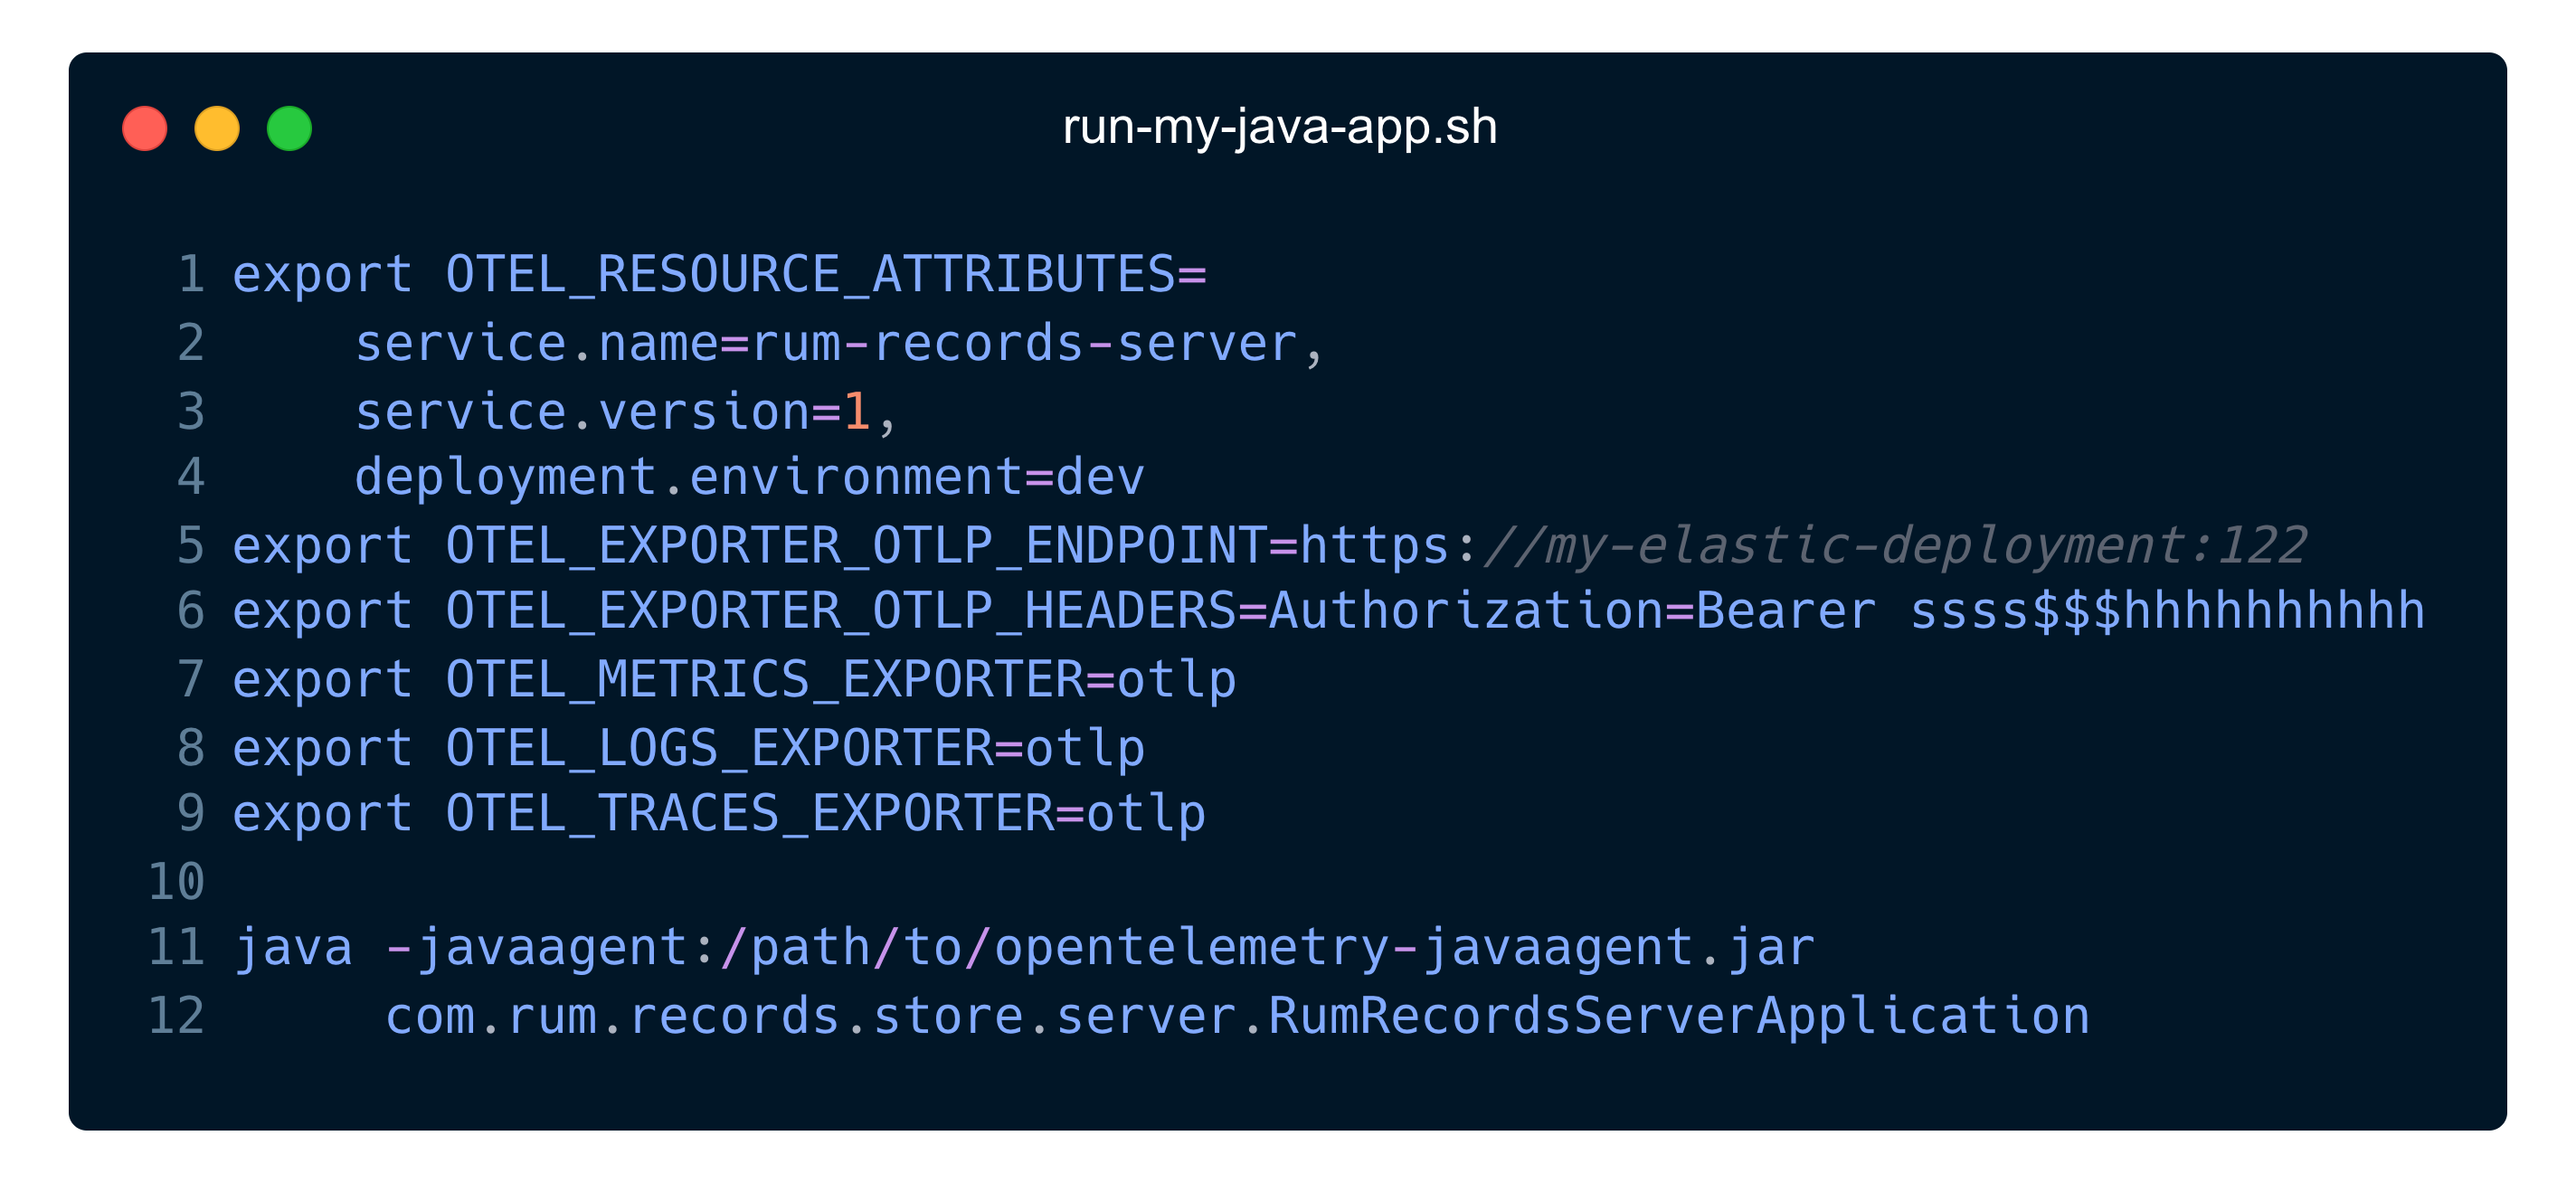 run-my-java-app.sh
1 export OTEL_RESOURCE_ATTRIBUTES=
2     service.name=rum-records-server,
3     service.version=1,
4     deployment.environment=dev
5 export OTEL_EXPORTER_OTLP_ENDPOINT=https://my-elastic-deployment:122
6 export OTEL_EXPORTER_OTLP_HEADERS=Authorization=Bearer ssss$$$hhhhhhhhhh
7 export OTEL_METRICS_EXPORTER=otlp
8 export OTEL_LOGS_EXPORTER=otlp
9 export OTEL_TRACES_EXPORTER=otlp
10
11 java -javaagent:/path/to/opentelemetry-javaagent.jar
12      com.rum.records.store.server.RumRecordsServerApplication